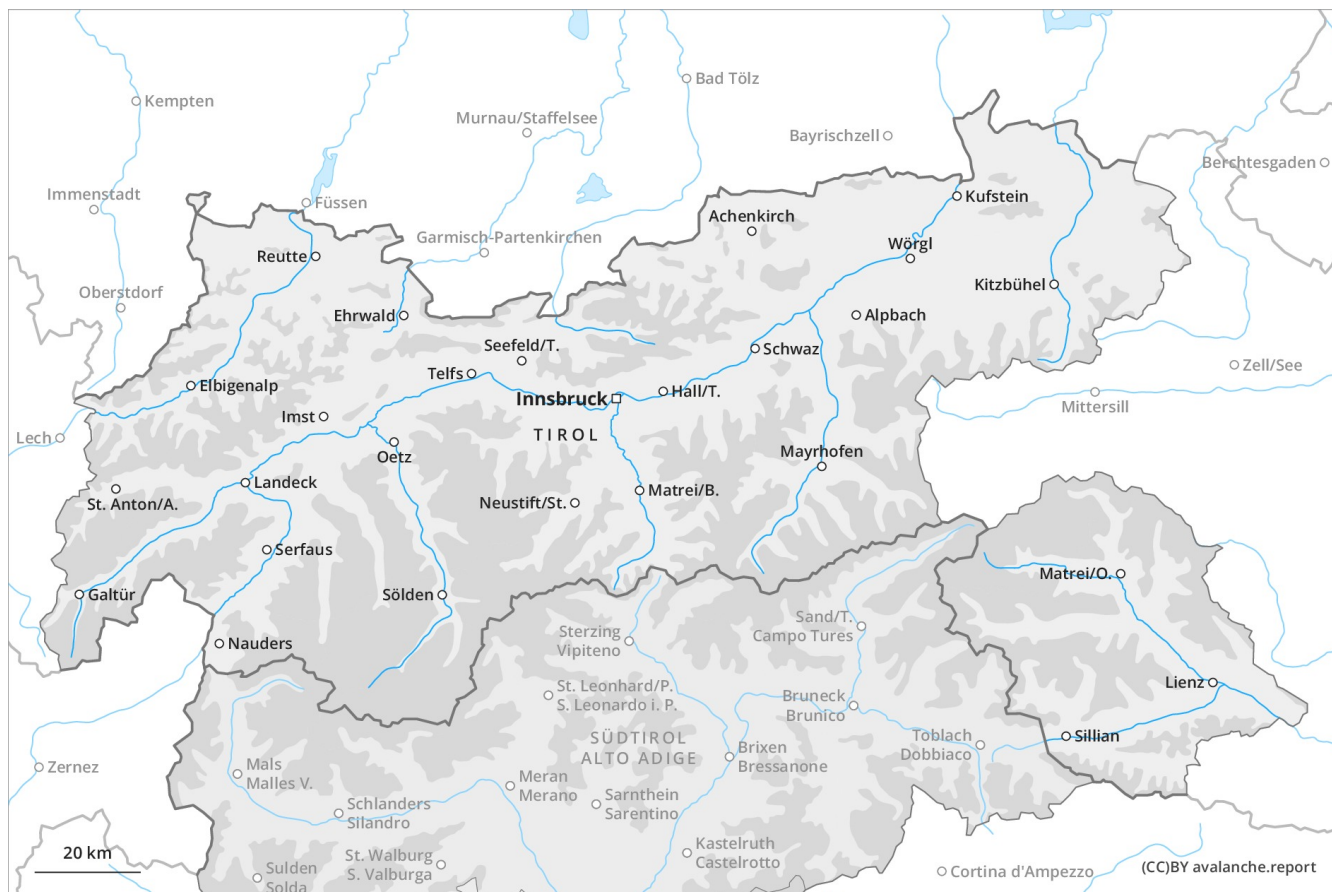 Bad Tölz
Kempten
Murnau/Staffelsee
Bayrischzell
Berchtesgaden
Immenstadt
Füssen
Kufstein
Achenkirch
Garmisch-Partenkirchen
Wörgl
Reutte
Kitzbühel
Oberstdorf
Ehrwald
Alpbach
Seefeld/T.
Schwaz
Zell/See
Telfs
Elbigenalp
Hall/T.
Innsbruck
Mittersill
Imst
TIROL
Lech
Oetz
Mayrhofen
Landeck
Matrei/B.
St. Anton/A.
Neustift/St.
Serfaus
Matrei/O.
Galtür
Sölden
Sand/T.
Campo Tures
Sterzing
Vipiteno
Nauders
Lienz
St. Leonhard/P.
S. Leonardo i. P.
Bruneck
Brunico
Sillian
SÜDTIROL
ALTO ADIGE
Toblach
Dobbiaco
Brixen
Bressanone
Zernez
Mals
Malles V.
Meran
Merano
Sarnthein
Sarentino
Schlanders
Silandro
Kastelruth
Castelrotto
20 km
St. Walburg
S. Valburga
Sulden
Solda
Cortina d'Ampezzo
(CC)BY avalanche.report